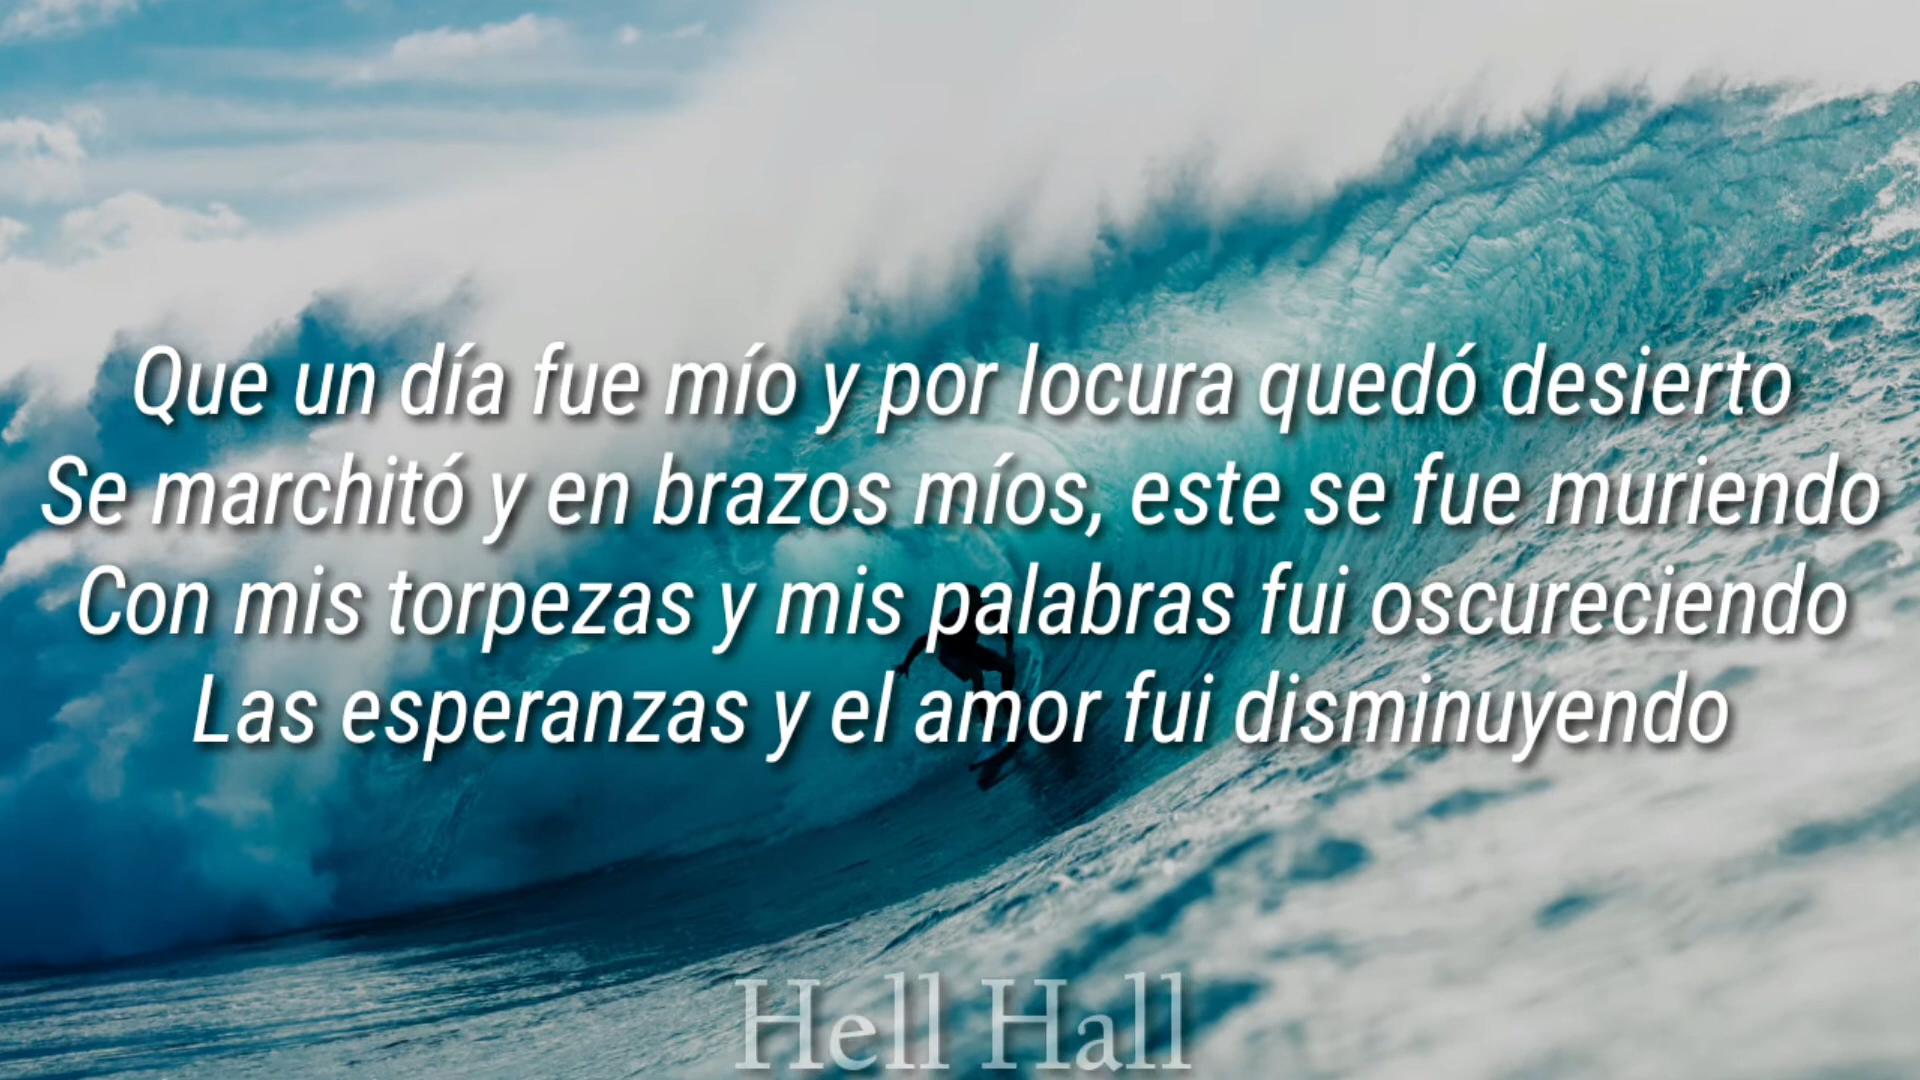 Que un día fue mío y por locura quedó desierto
Se marchitó y en brazos míos, este se fue muriendo
Con mis torpezas y mis palabras fui oscureciendo
Las esperanzas y el amor fui disminuyendo
Hell Hall